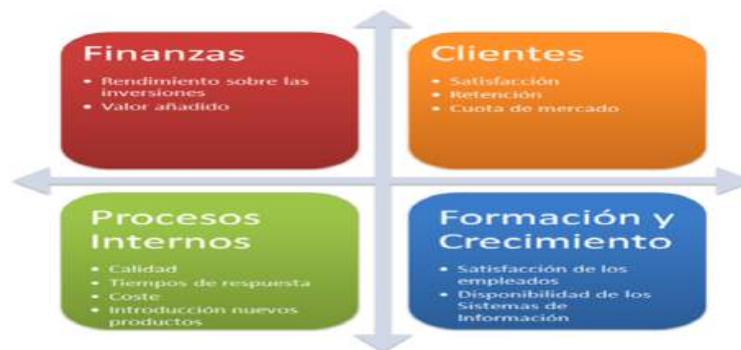 Finanzas
• Rendimiento sobre las
inversiones
• Valor añadido
Clientes
• Satisfacción
• Retención
• Cuota de mercado
Procesos
Internos
• Calidad
• Tiempos de respuesta
• Coste
• Introducción nuevos
productos
Formación y
Crecimiento
• Satisfacción de los
empleados
• Disponibilidad de los
Sistemas de
Información